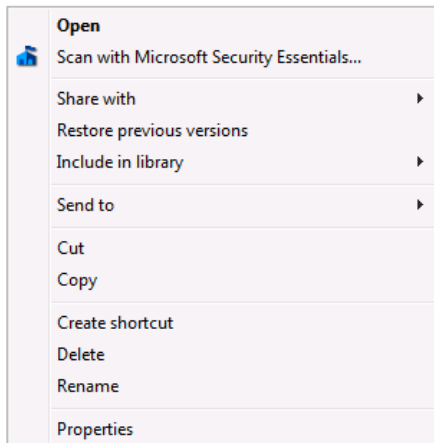 Open
Scan with Microsoft Security Essentials...
Share with
Restore previous versions
Include in library
Send to
Cut
Copy
Create shortcut
Delete
Rename
Properties